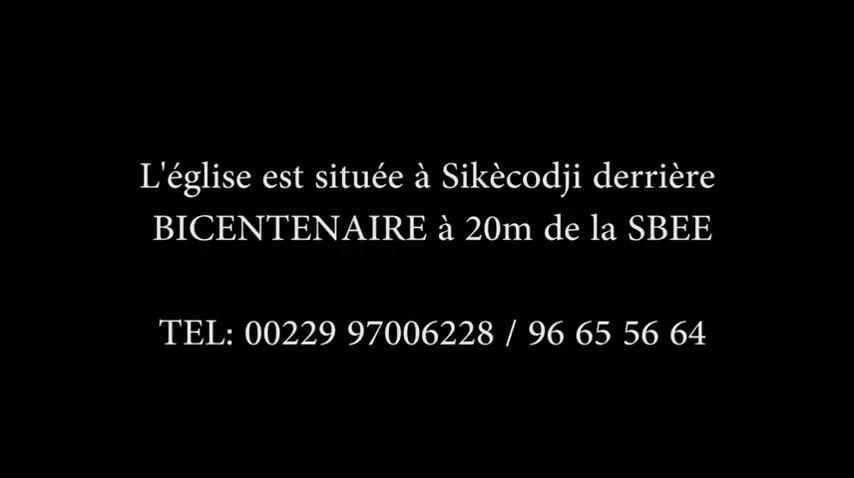 L'église est située à Sikècodji derrière
BICENTENAIRE à 20m de la SBEE
TEL: 00229 97006228 / 96 65 56 64